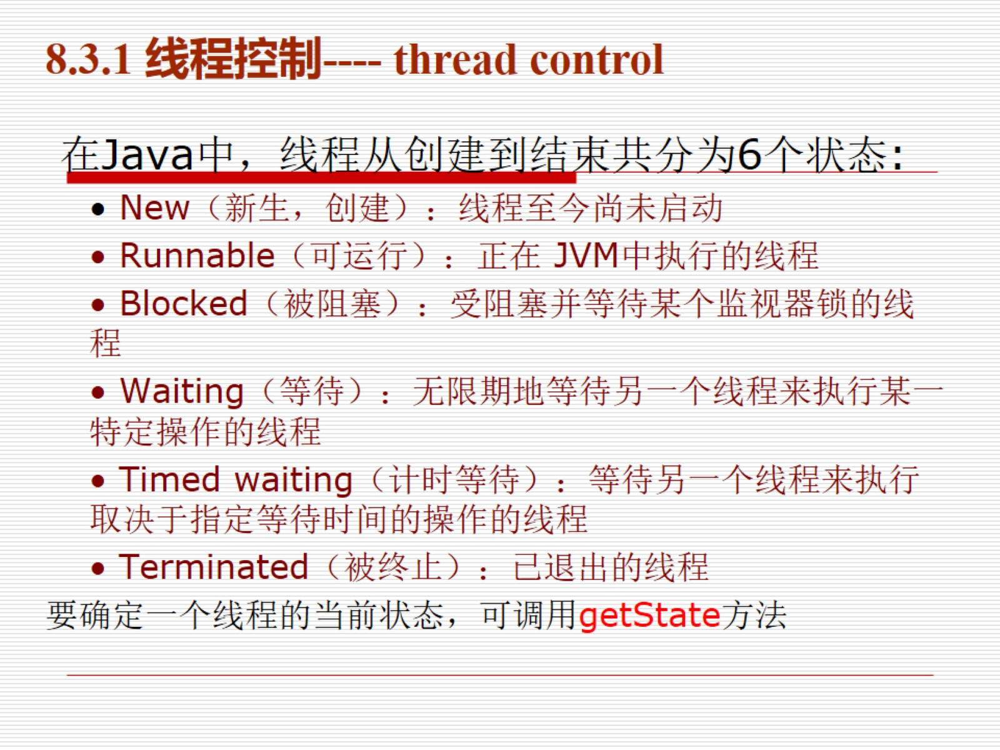 8.3.1 线程控制---- thread control
在Java中，线程从创建到结束共分为6个状态:
● New（新生，创建）：线程至今尚未启动
● Runnable（可运行）：正在 JVM中执行的线程
● Blocked（被阻塞）：受阻塞并等待某个监视器锁的线
程
● Waiting（等待）：无限期地等待另一个线程来执行某一
特定操作的线程
● Timed waiting（计时等待）：等待另一个线程来执行
取决于指定等待时间的操作的线程
● Terminated（被终止）：已退出的线程
要确定一个线程的当前状态，可调用getState方法